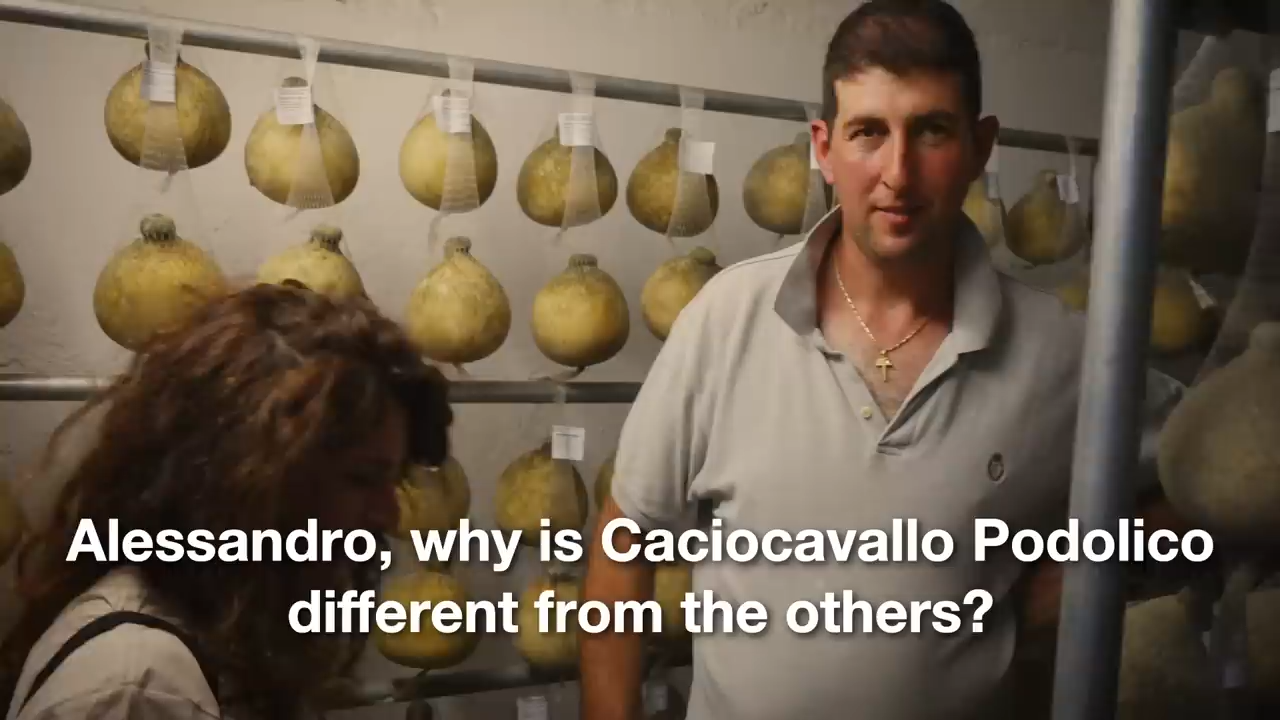 Alessandro, why is Caciocavallo Podolico
different from the others?